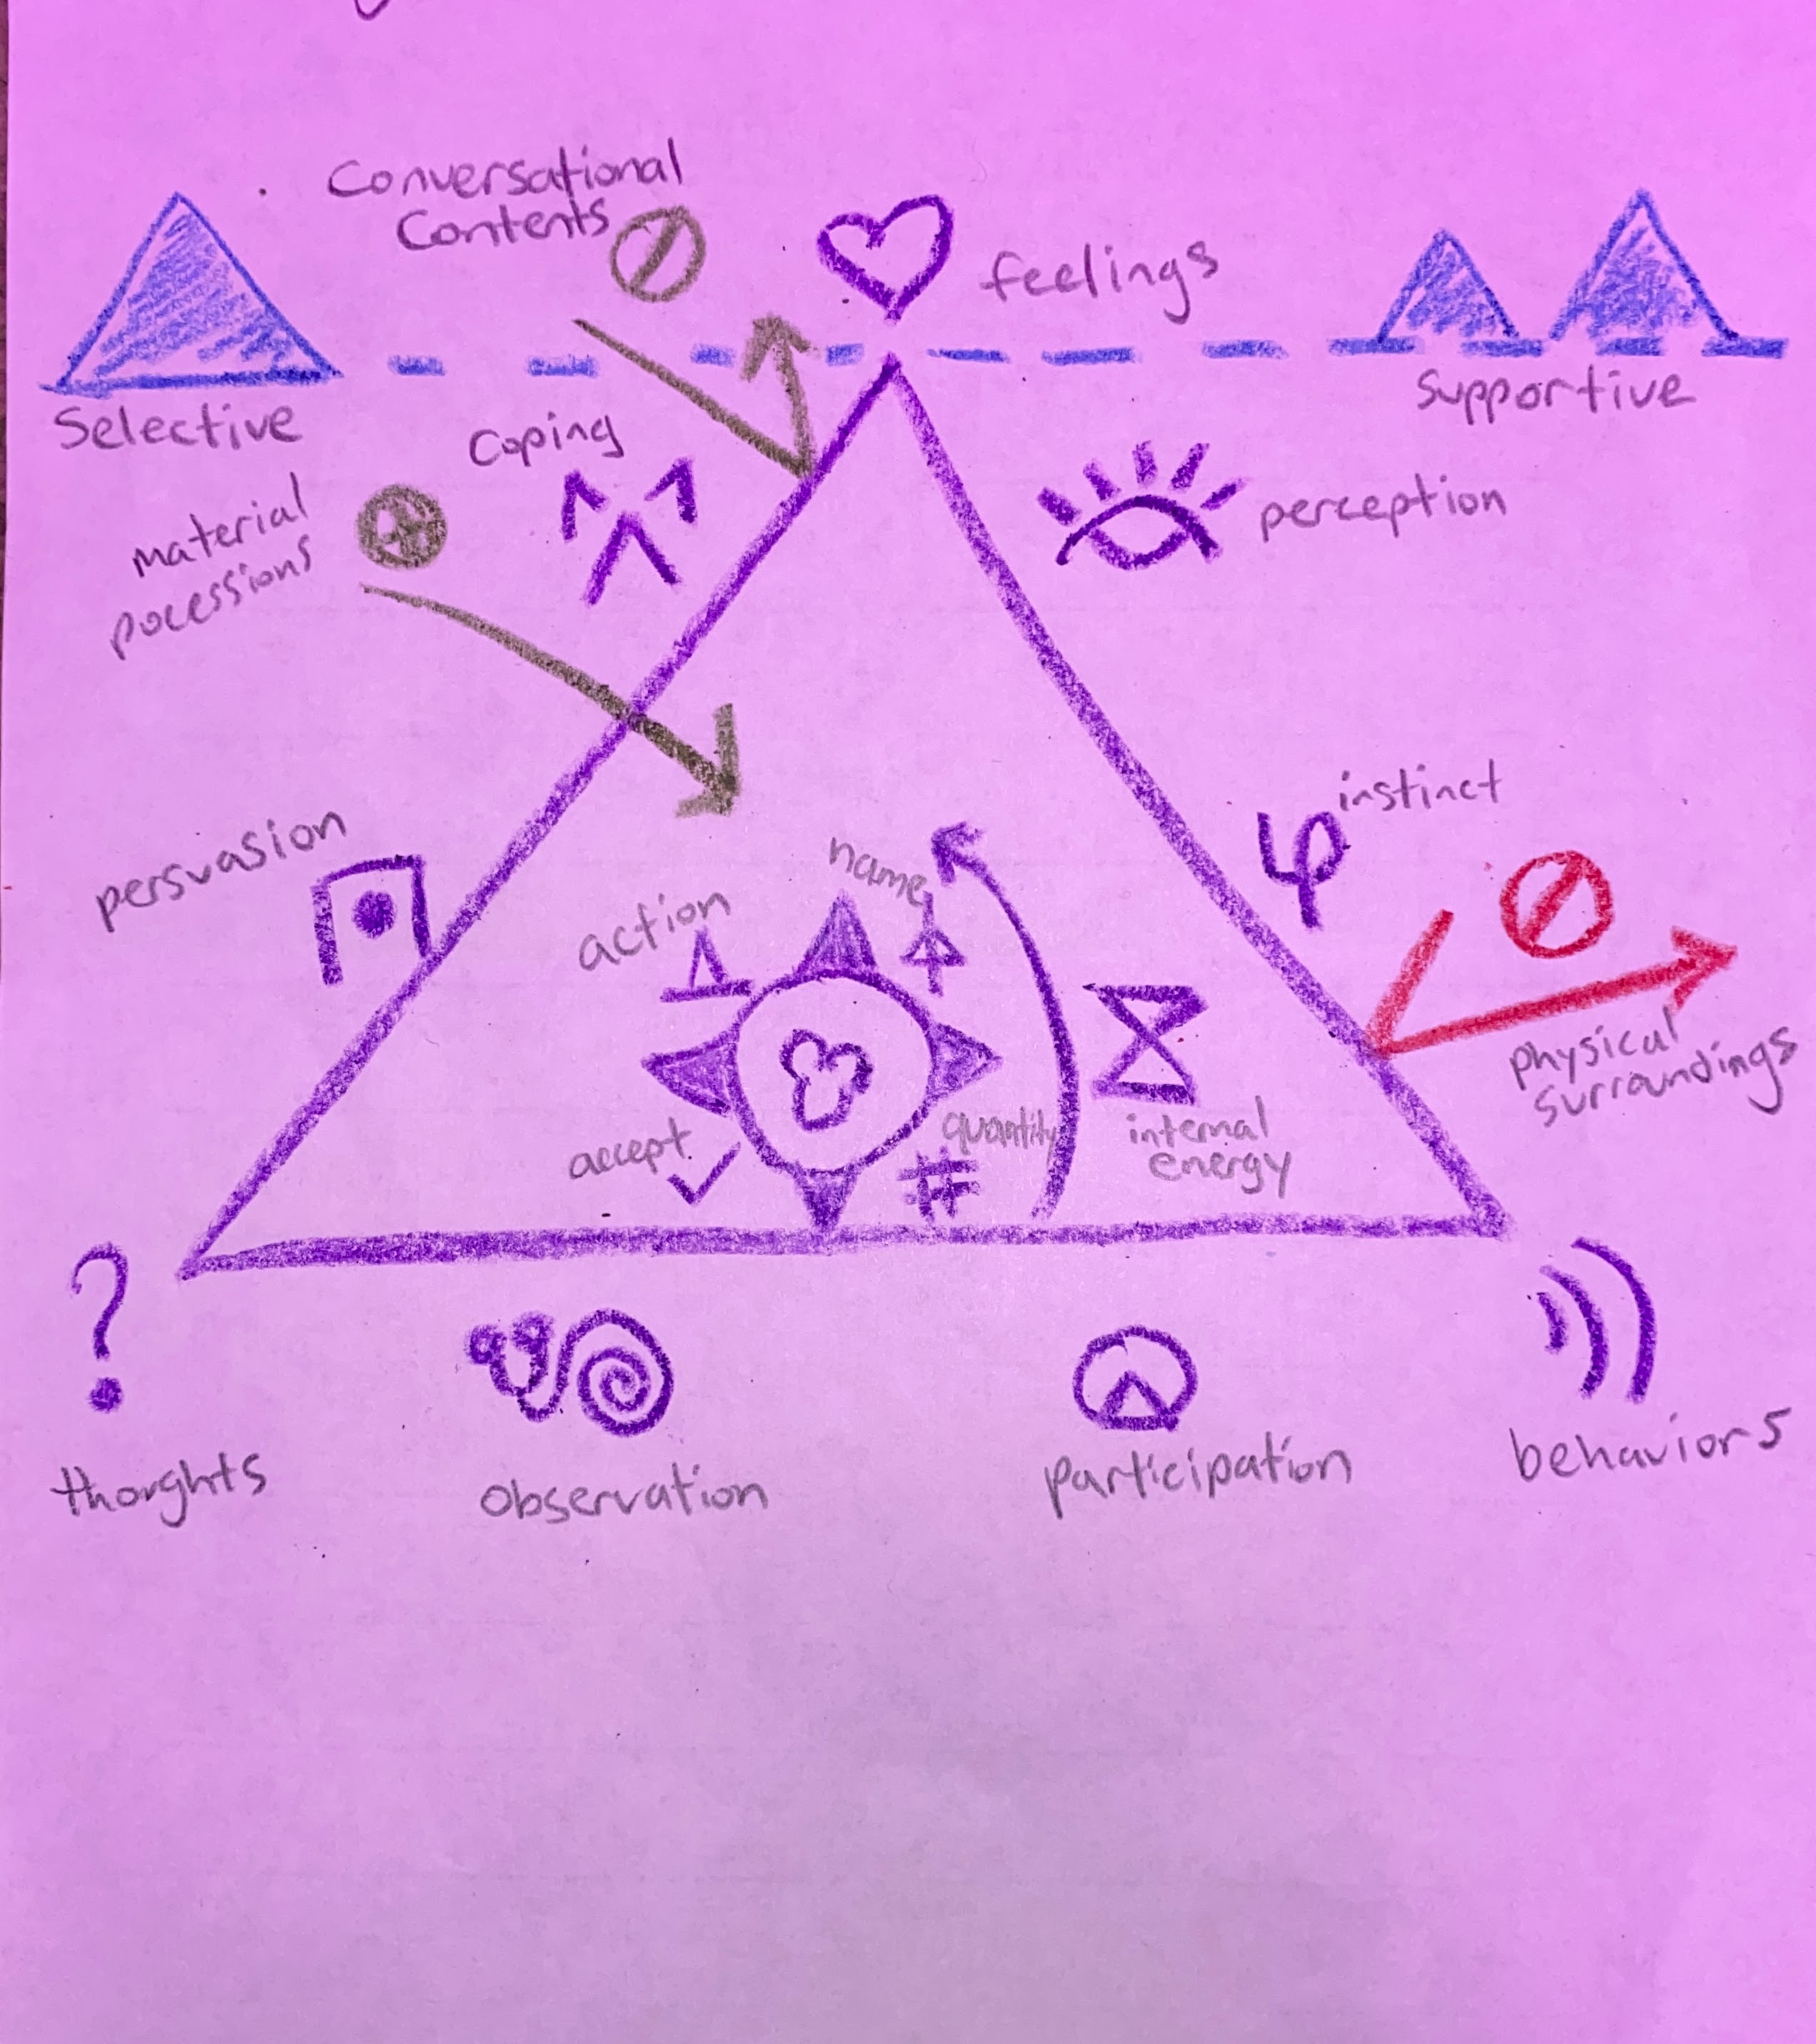 Conversational
Contents
feelings
Selective
Supportive
Coping
material
pocessions
perception
instinct
persuasion
name
action
physical
surroundings
accept
quantity
#
internal
energy
?
thorghts
observation
participation
behaviors